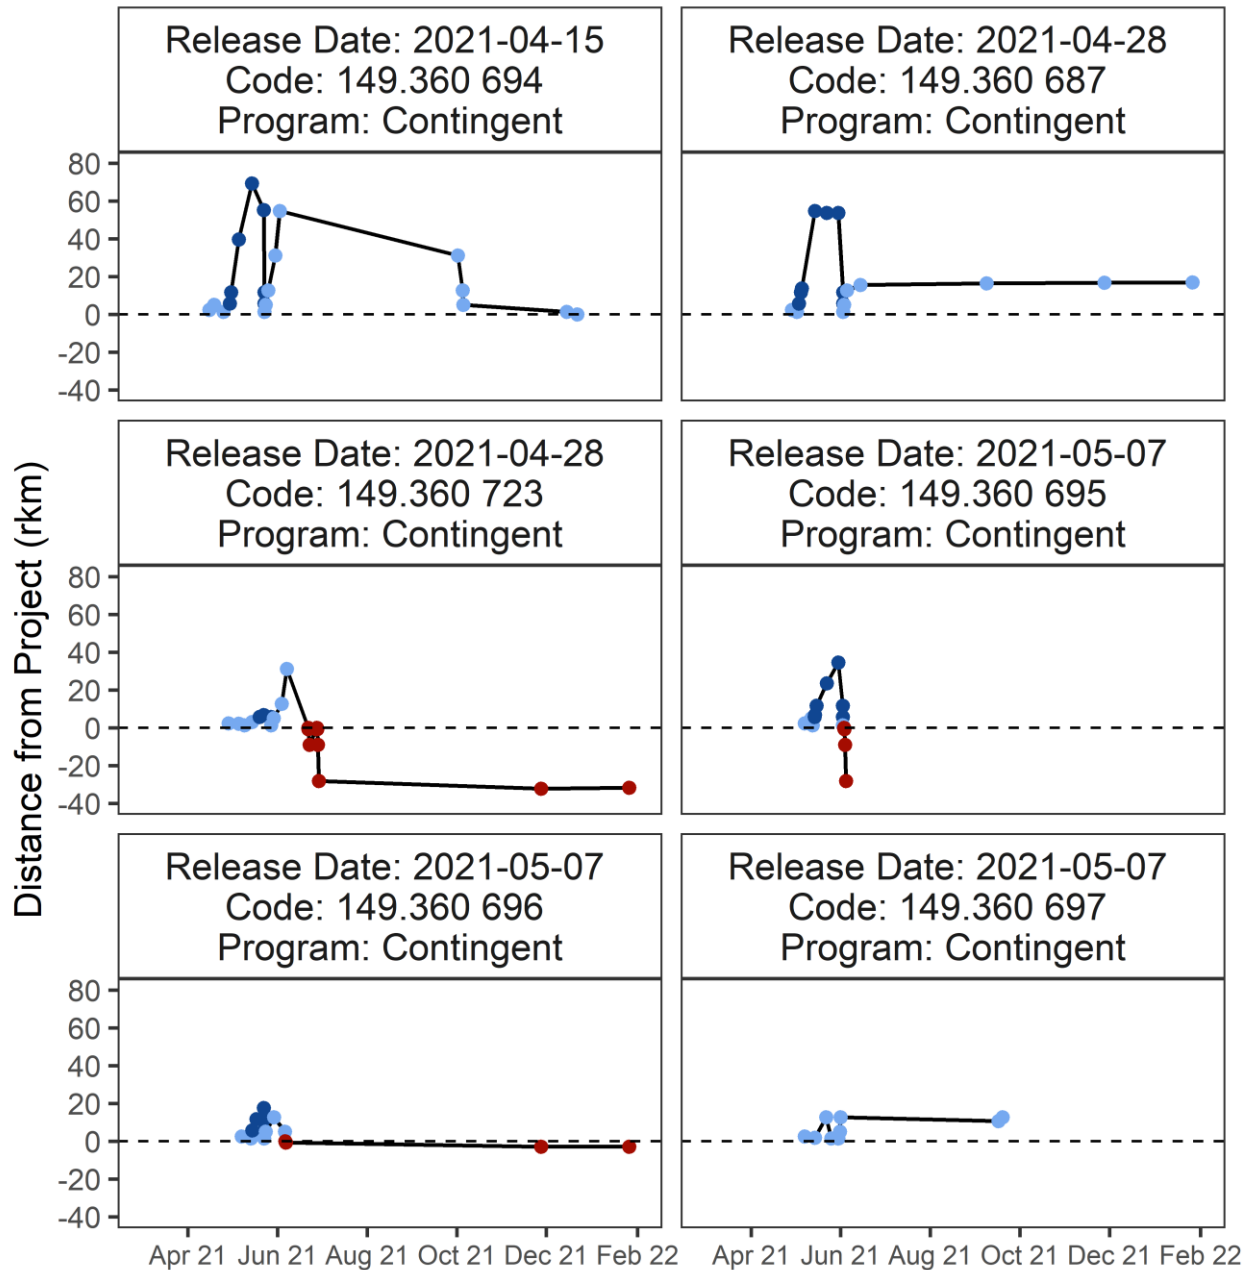 Release Date: 2021-04-15
Code: 149.360 694
Program: Contingent
Release Date: 2021-04-28
Code: 149.360 687
Program: Contingent
80
60
40
20
0
-20
-40
Release Date: 2021-04-28
Code: 149.360 723
Program: Contingent
Release Date: 2021-05-07
Code: 149.360 695
Program: Contingent
80
60
40
20
0
-20
-40
Distance from Project (rkm)
Release Date: 2021-05-07
Code: 149.360 696
Program: Contingent
Release Date: 2021-05-07
Code: 149.360 697
Program: Contingent
80
60
40
20
0
-20
-40
Apr 21 Jun 21 Aug 21 Oct 21 Dec 21 Feb 22
Apr 21 Jun 21 Aug 21 Oct 21 Dec 21 Feb 22